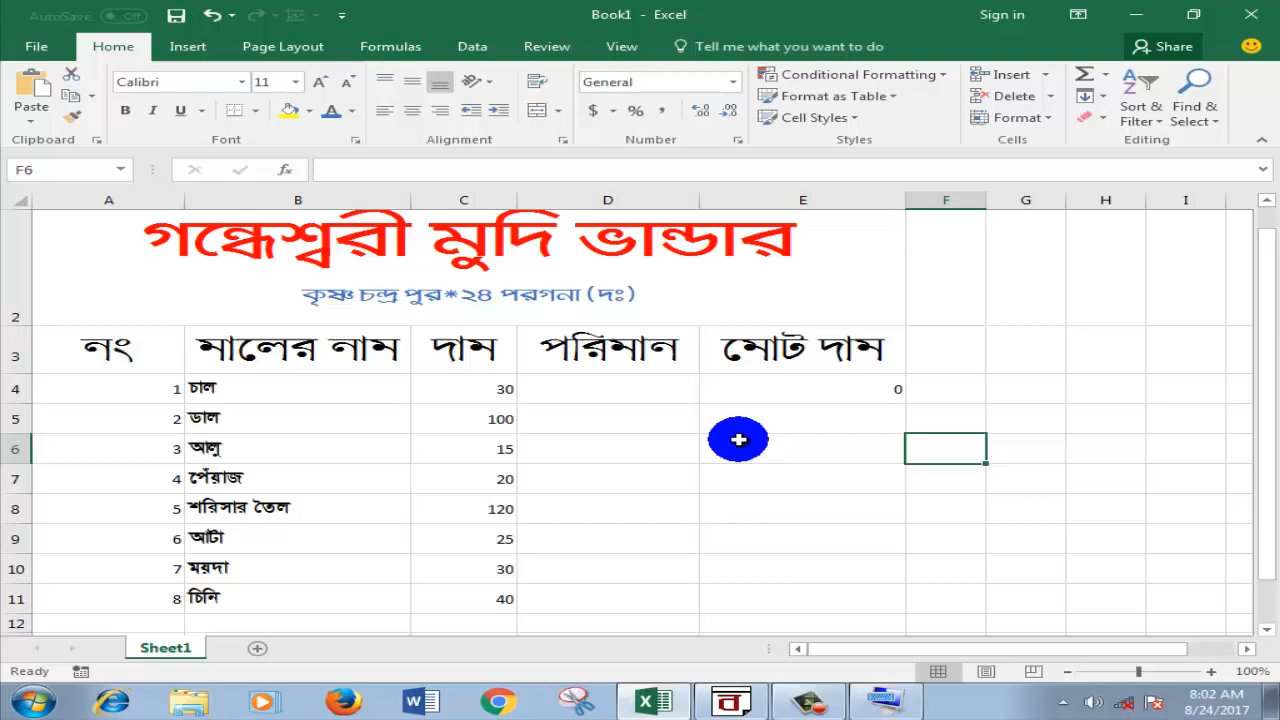 AutoSave Off Book1 - Excel Sign in
File Home Insert Page Layout Formulas Data Review View Tell me what you want to do Share
Paste Calibri 11 General Conditional Formatting Insert
B I U $ % , Format as Table Delete Sort & Find &
Cell Styles Format Filter Select
Clipboard Font Alignment Number Styles Cells Editing
F6 fx
A B C D E F G H I
গন্ধেশ্বরী মুদি ভান্ডার
কৃষ্ণ চন্দ্র পুর*২৪ পরগনা (দঃ)
2
3 নং মালের নাম দাম পরিমান মোট দাম
4 1 চাল 30 0
5 2 ডাল 100
6 3 আলু 15
7 4 পেঁয়াজ 20
8 5 শরিসার তৈল 120
9 6 আটা 25
10 7 ময়দা 30
11 8 চিনি 40
12
Sheet1
Ready 100%
8:02 AM
8/24/2017